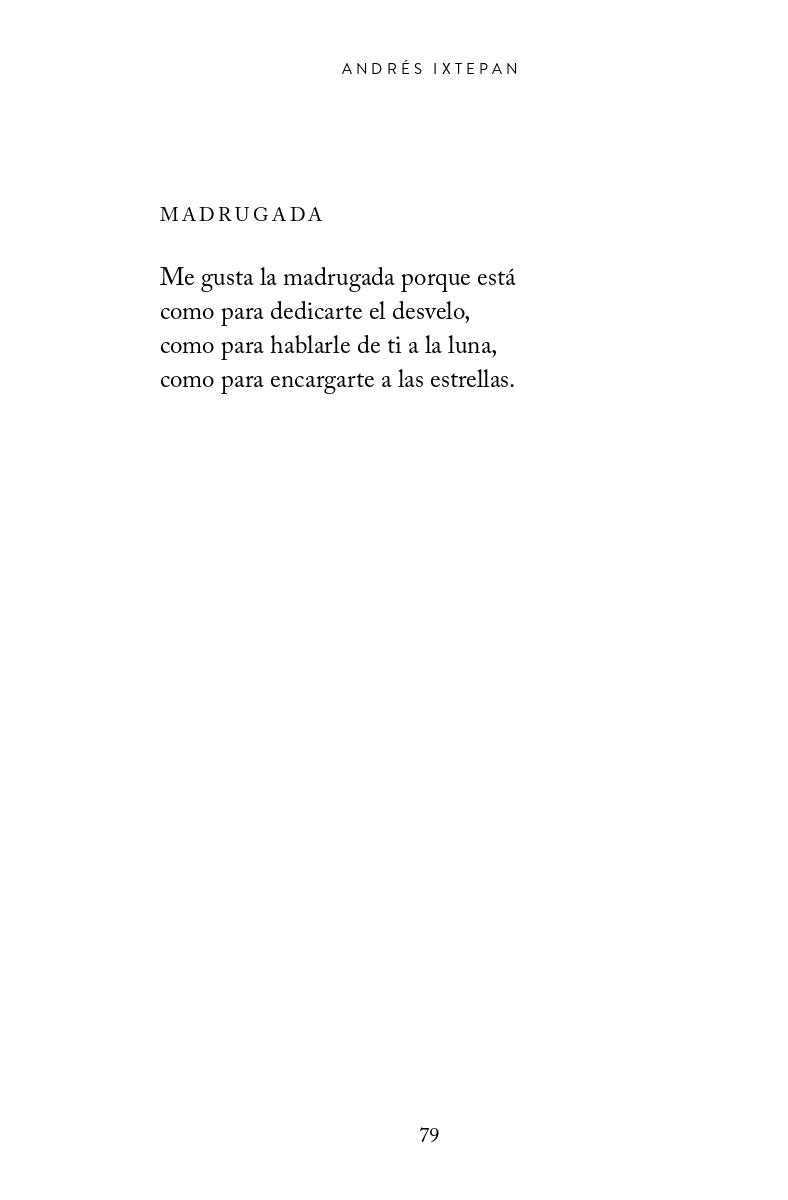 ANDRÉS IXTEPAN
MADRUGADA
Me gusta la madrugada porque está
como para dedicarte el desvelo,
como para hablarle de ti a la luna,
como para encargarte a las estrellas.
79